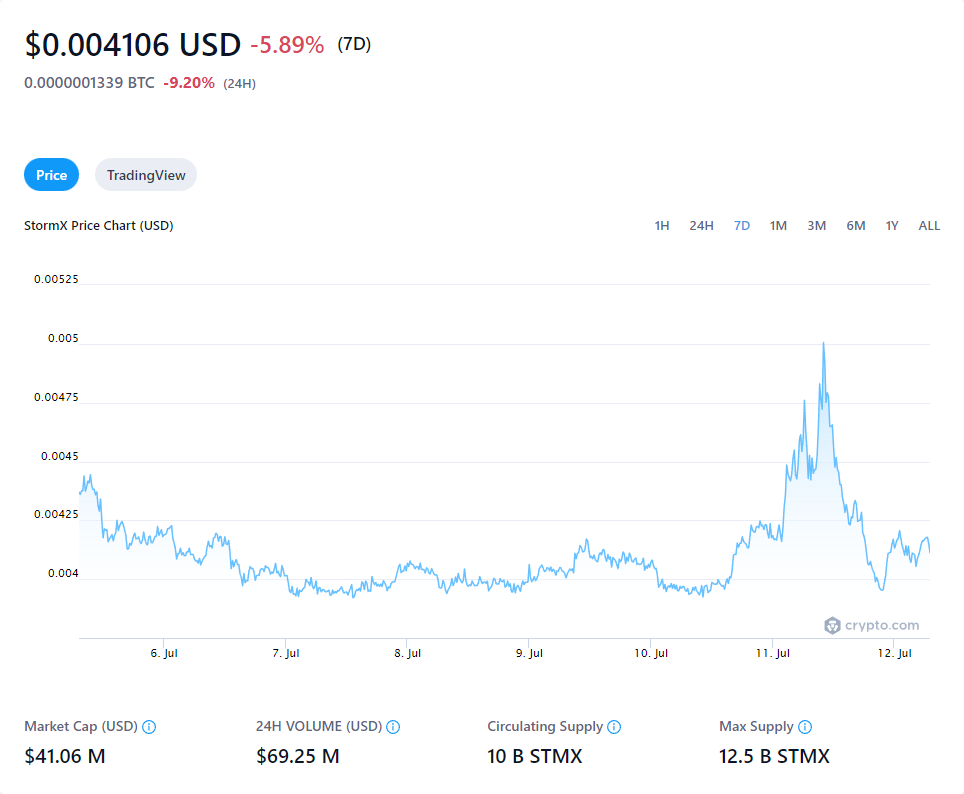 $0.004106 USD -5.89% (7D)
0.0000001339 BTC -9.20% (24H)
Price TradingView
StormX Price Chart (USD) 1H 24H 7D 1M 3M 6M 1Y ALL
0.00525
0.005
0.00475
0.0045
0.00425
0.004
crypto.com
6. Jul 7. Jul 8. Jul 9. Jul 10. Jul 11. Jul 12. Jul
Market Cap (USD) 24H VOLUME (USD) Circulating Supply Max Supply
$41.06 M $69.25 M 10 B STMX 12.5 B STMX